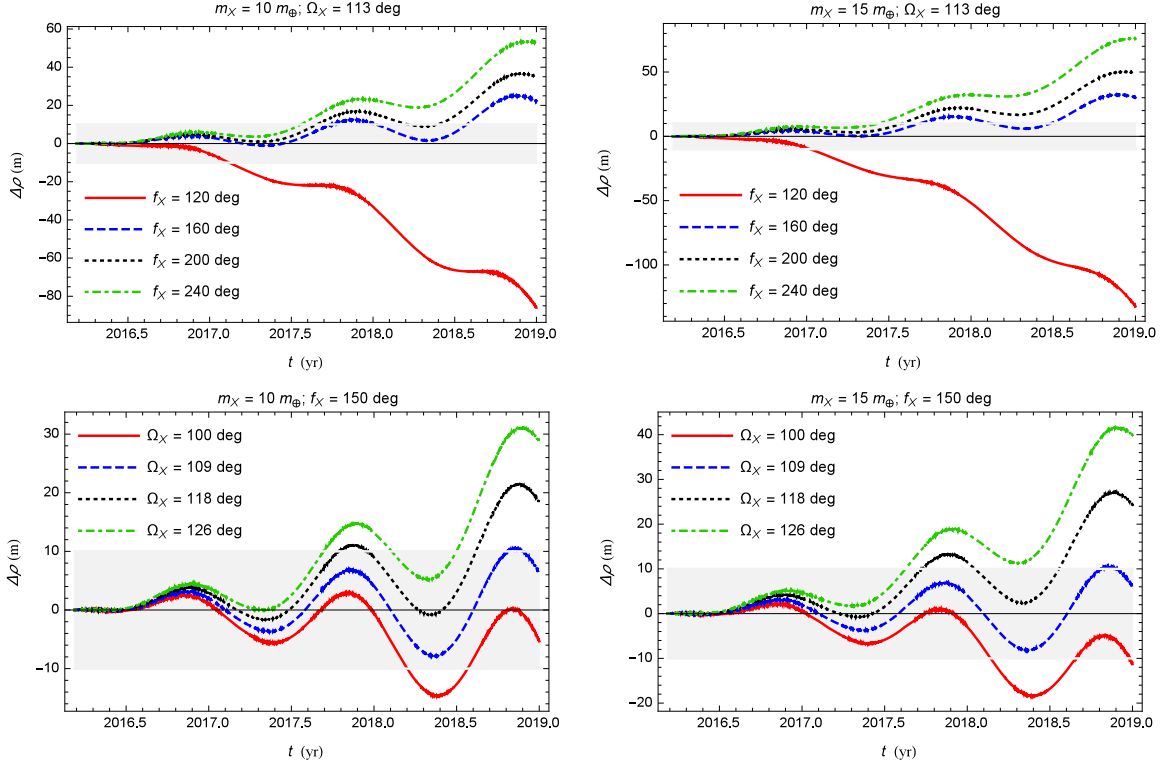 m_X = 10 m_⊕; Ω_X = 113 deg
Δρ (m)
60
40
20
0
−20
−40
−60
−80
f_X = 120 deg
f_X = 160 deg
f_X = 200 deg
f_X = 240 deg
2016.5 2017.0 2017.5 2018.0 2018.5 2019.0
t (yr)
m_X = 15 m_⊕; Ω_X = 113 deg
Δρ (m)
50
0
−50
−100
f_X = 120 deg
f_X = 160 deg
f_X = 200 deg
f_X = 240 deg
2016.5 2017.0 2017.5 2018.0 2018.5 2019.0
t (yr)
m_X = 10 m_⊕; f_X = 150 deg
Δρ (m)
30
20
10
0
−10
Ω_X = 100 deg
Ω_X = 109 deg
Ω_X = 118 deg
Ω_X = 126 deg
2016.5 2017.0 2017.5 2018.0 2018.5 2019.0
t (yr)
m_X = 15 m_⊕; f_X = 150 deg
Δρ (m)
40
30
20
10
0
−10
−20
Ω_X = 100 deg
Ω_X = 109 deg
Ω_X = 118 deg
Ω_X = 126 deg
2016.5 2017.0 2017.5 2018.0 2018.5 2019.0
t (yr)